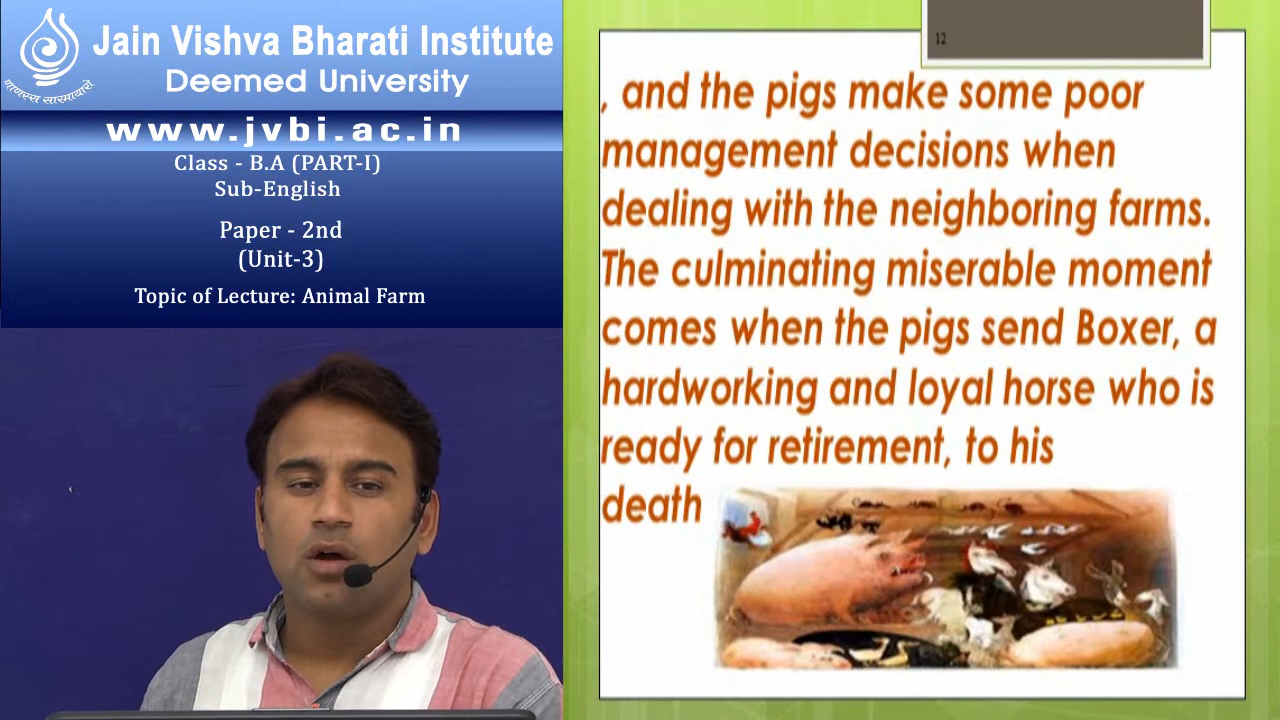 Jain Vishva Bharati Institute
Deemed University
णाणस्स सारमायारो
www.jvbi.ac.in
Class - B.A (PART-I)
Sub-English
Paper - 2nd
(Unit-3)
Topic of Lecture: Animal Farm
12
, and the pigs make some poor
management decisions when
dealing with the neighboring farms.
The culminating miserable moment
comes when the pigs send Boxer, a
hardworking and loyal horse who is
ready for retirement, to his
death